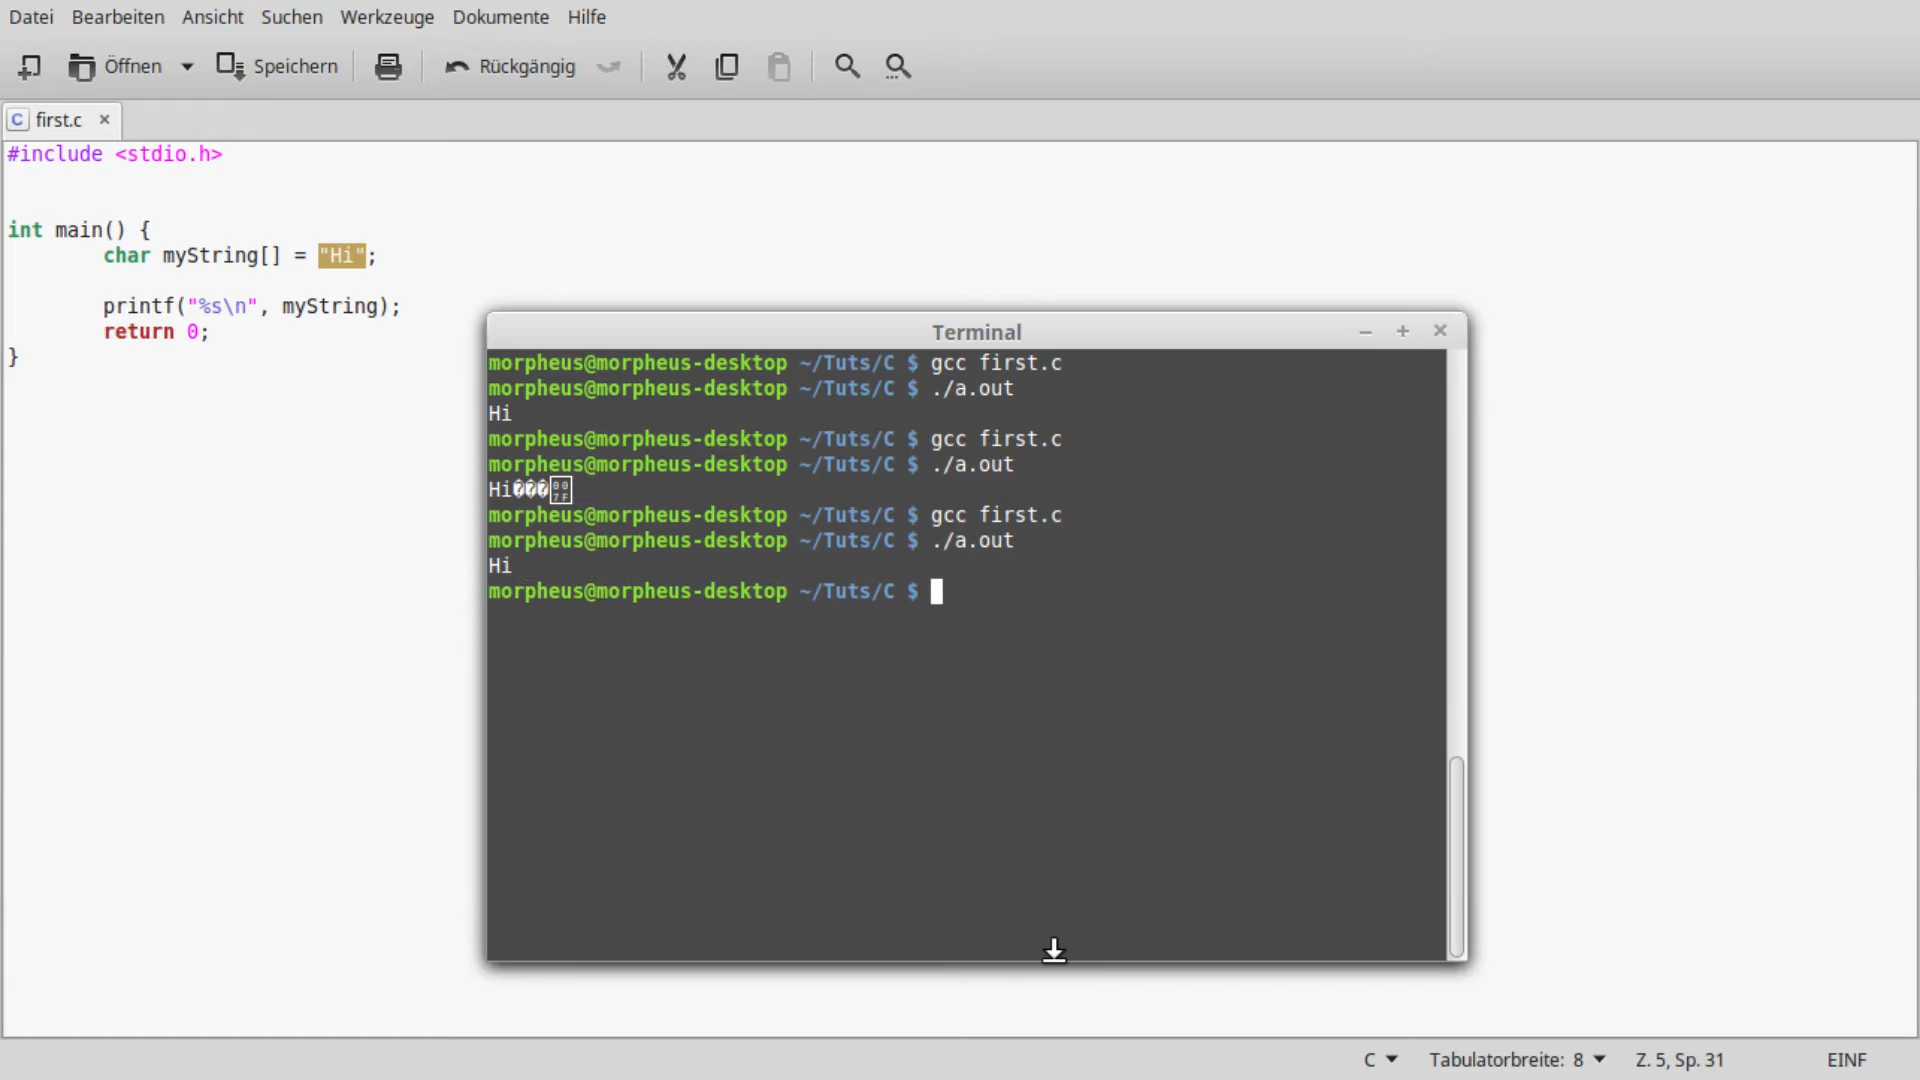 Datei Bearbeiten Ansicht Suchen Werkzeuge Dokumente Hilfe
Öffnen Speichern Rückgängig
C first.c
#include <stdio.h>
int main() {
char myString[] = "Hi";
printf("%s\n", myString);
return 0;
}
Terminal
morpheus@morpheus-desktop ~/Tuts/C $ gcc first.c
morpheus@morpheus-desktop ~/Tuts/C $ ./a.out
Hi
morpheus@morpheus-desktop ~/Tuts/C $ gcc first.c
morpheus@morpheus-desktop ~/Tuts/C $ ./a.out
Hi���
morpheus@morpheus-desktop ~/Tuts/C $ gcc first.c
morpheus@morpheus-desktop ~/Tuts/C $ ./a.out
Hi
morpheus@morpheus-desktop ~/Tuts/C $
C Tabulatorbreite: 8 Z. 5, Sp. 31 EINF